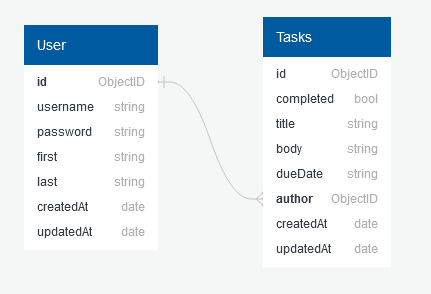 User
id ObjectID
username string
password string
first string
last string
createdAt date
updatedAt date
Tasks
id ObjectID
completed bool
title string
body string
dueDate string
author ObjectID
createdAt date
updatedAt date